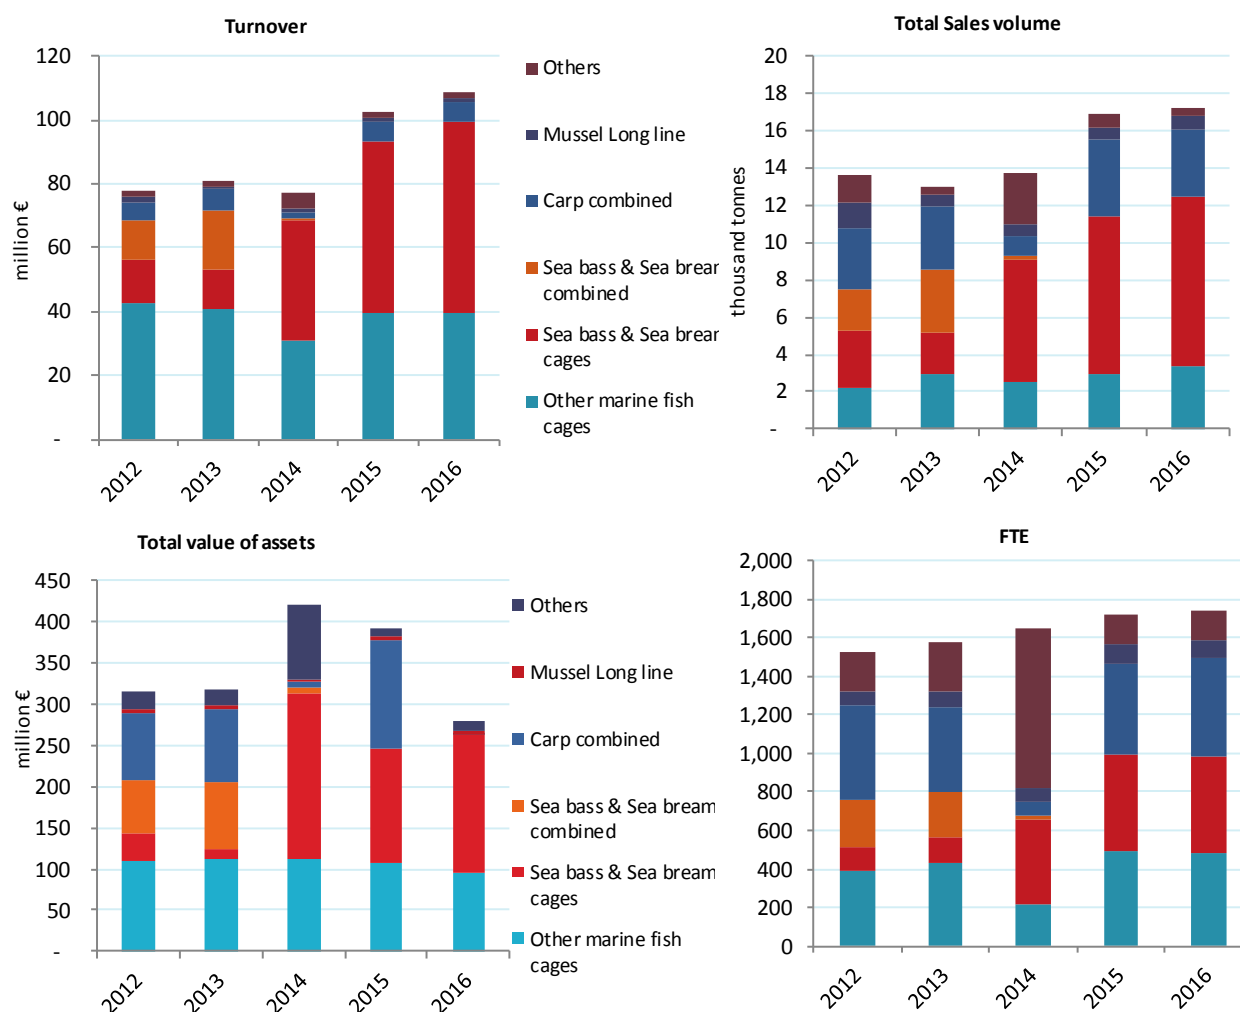 Turnover
120
100
80
60
40
20
-
million €
2012
2013
2014
2015
2016
Others
Mussel Long line
Carp combined
Sea bass & Sea brear
combined
Sea bass & Sea brear
cages
Other marine fish
cages
Total Sales volume
20
18
16
14
12
10
8
6
4
2
-
thousand tonnes
2012
2013
2014
2015
2016
Total value of assets
450
400
350
300
250
200
150
100
50
-
million €
2012
2013
2014
2015
2016
Others
Mussel Long line
Carp combined
Sea bass & Sea bream
combined
Sea bass & Sea bream
cages
Other marine fish
cages
FTE
2,000
1,800
1,600
1,400
1,200
1,000
800
600
400
200
0
2012
2013
2014
2015
2016